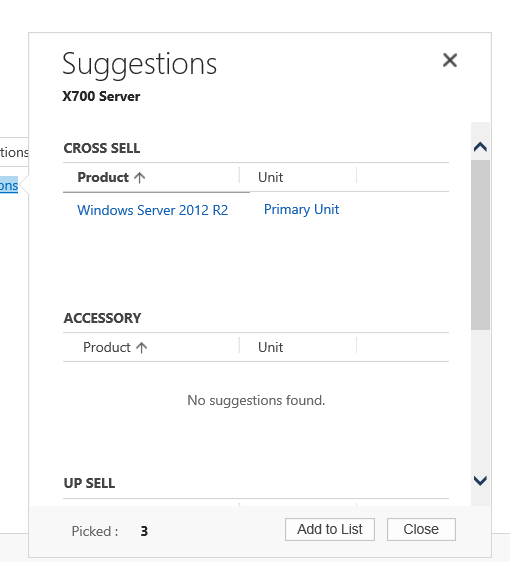 Suggestions
X700 Server
tions
ons
CROSS SELL
Product Unit
Windows Server 2012 R2 Primary Unit
ACCESSORY
Product Unit
No suggestions found.
UP SELL
Picked : 3 Add to List Close